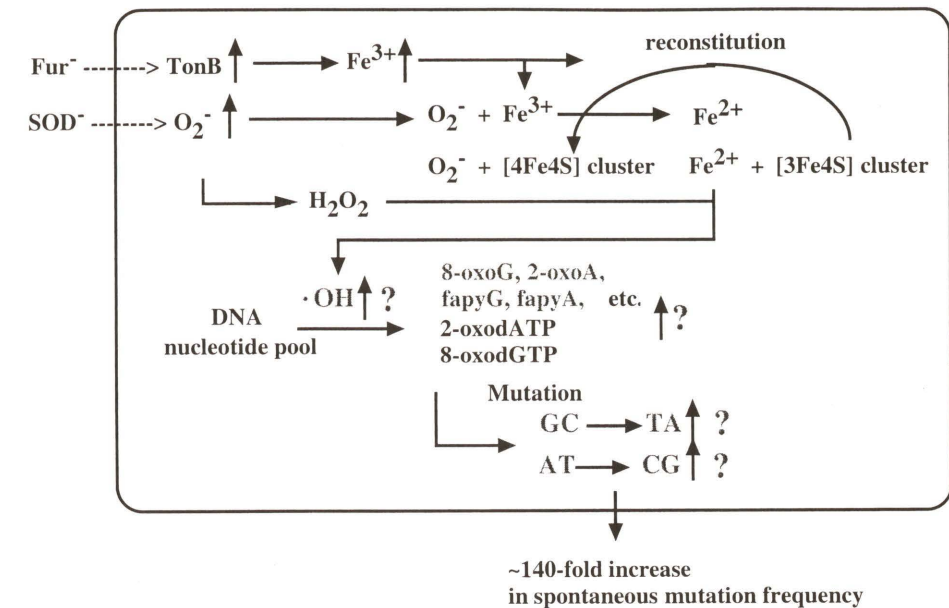 Fur⁻ ------> TonB Fe³⁺ reconstitution
SOD⁻ ------> O₂⁻ O₂⁻ + Fe³⁺ Fe²⁺
O₂⁻ + [4Fe4S] cluster Fe²⁺ + [3Fe4S] cluster
H₂O₂
·OH ?
DNA
nucleotide pool
8-oxoG, 2-oxoA,
fapyG, fapyA, etc. ?
2-oxodATP
8-oxodGTP
Mutation
GC TA ?
AT CG ?
~140-fold increase
in spontaneous mutation frequency